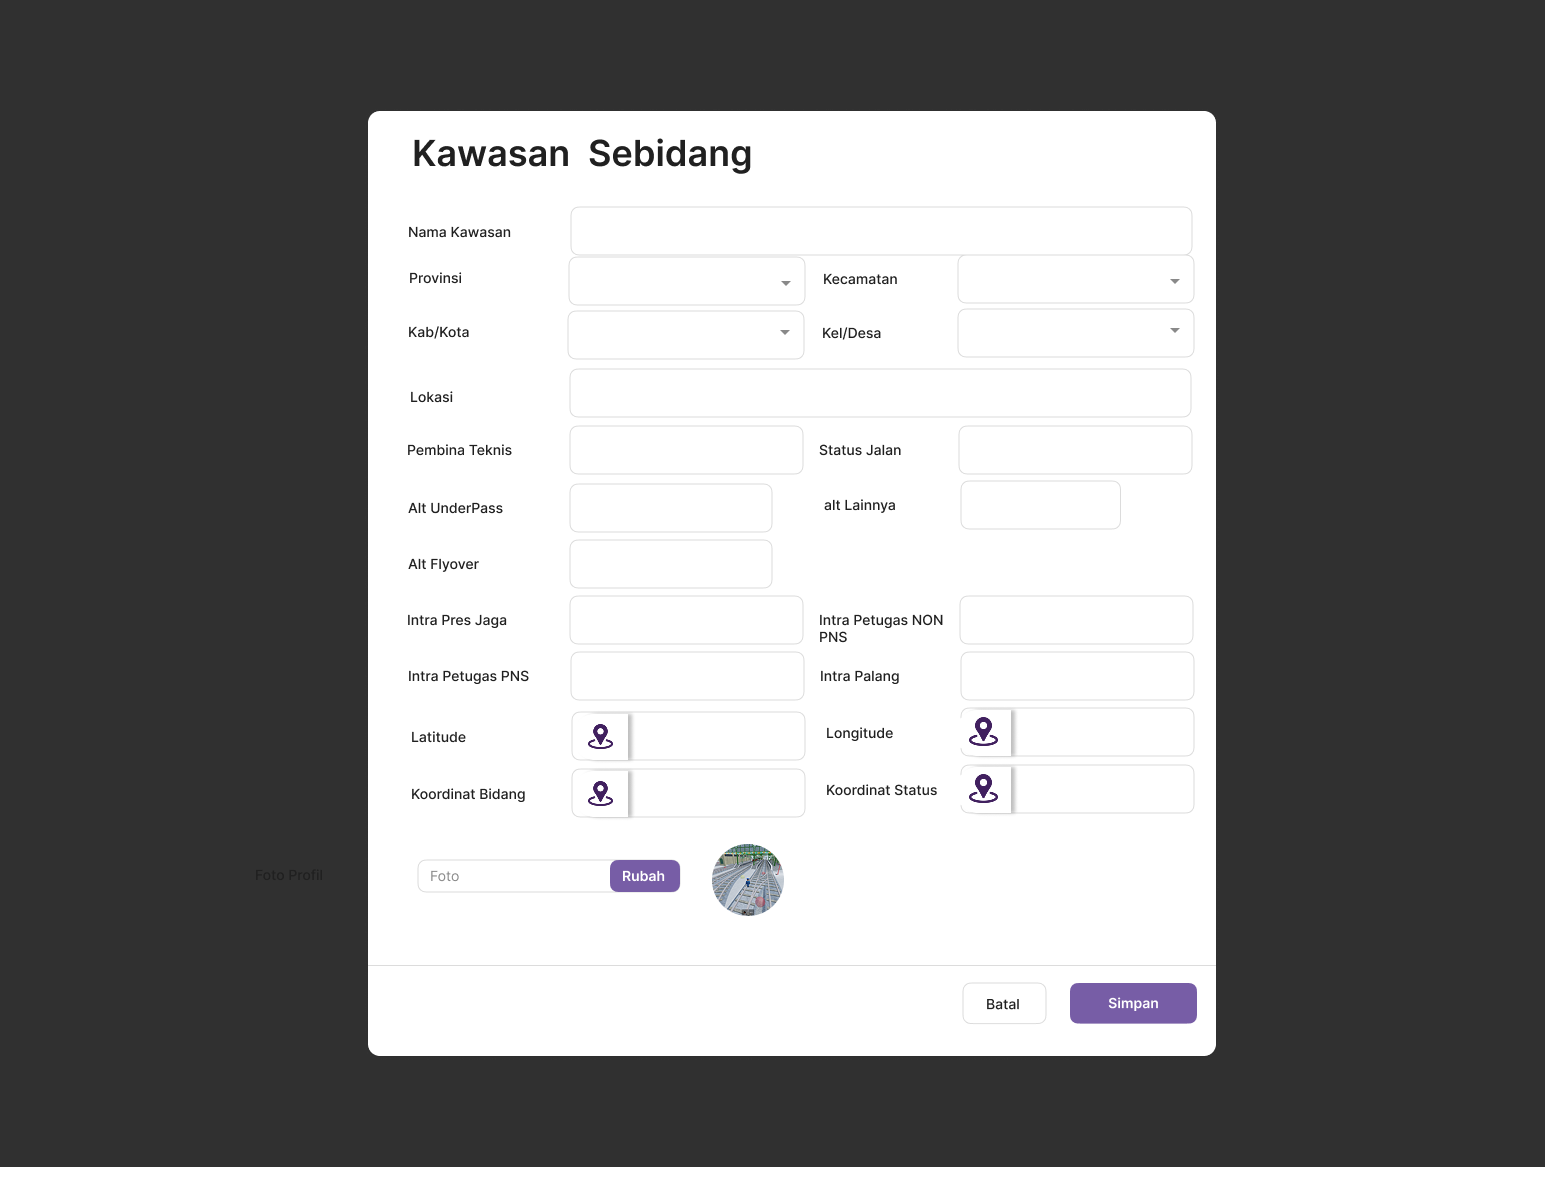 Kawasan Sebidang
Nama Kawasan
Provinsi
Kecamatan
Kab/Kota
Kel/Desa
Lokasi
Pembina Teknis
Status Jalan
Alt UnderPass
alt Lainnya
Alt Flyover
Intra Pres Jaga
Intra Petugas NON
PNS
Intra Petugas PNS
Intra Palang
Latitude
Longitude
Koordinat Bidang
Koordinat Status
Foto Profil
Foto
Rubah
Batal
Simpan